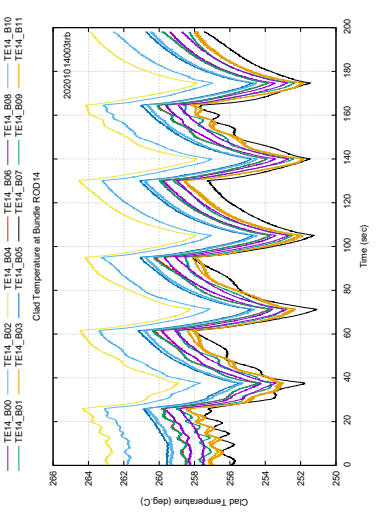 TE14_B00 TE14_B02 TE14_B04 TE14_B06 TE14_B08 TE14_B10
TE14_B01 TE14_B03 TE14_B05 TE14_B07 TE14_B09 TE14_B11
Clad Temperature at Bundle ROD14
20201014003trb
266
264
262
260
258
256
254
252
250
Clad Temperature (deg.C)
0 20 40 60 80 100 120 140 160 180 200
Time (sec)